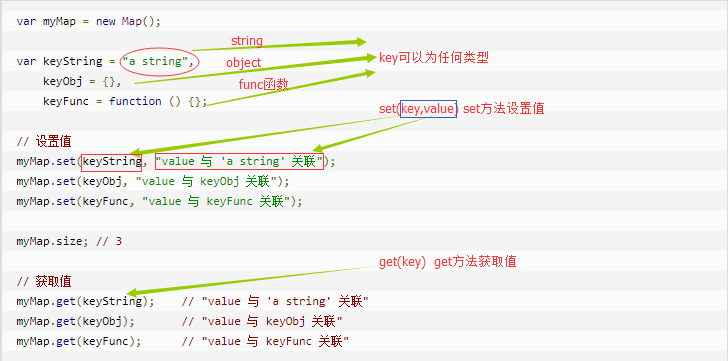 var myMap = new Map();
string
var keyString = "a string",
object
key可以为任何类型
keyObj = {},
func函数
keyFunc = function () {};
set(key,value) set方法设置值
// 设置值
myMap.set(keyString, "value 与 'a string' 关联");
myMap.set(keyObj, "value 与 keyObj 关联");
myMap.set(keyFunc, "value 与 keyFunc 关联");
myMap.size; // 3
get(key) get方法获取值
// 获取值
myMap.get(keyString); // "value 与 'a string' 关联"
myMap.get(keyObj); // "value 与 keyObj 关联"
myMap.get(keyFunc); // "value 与 keyFunc 关联"